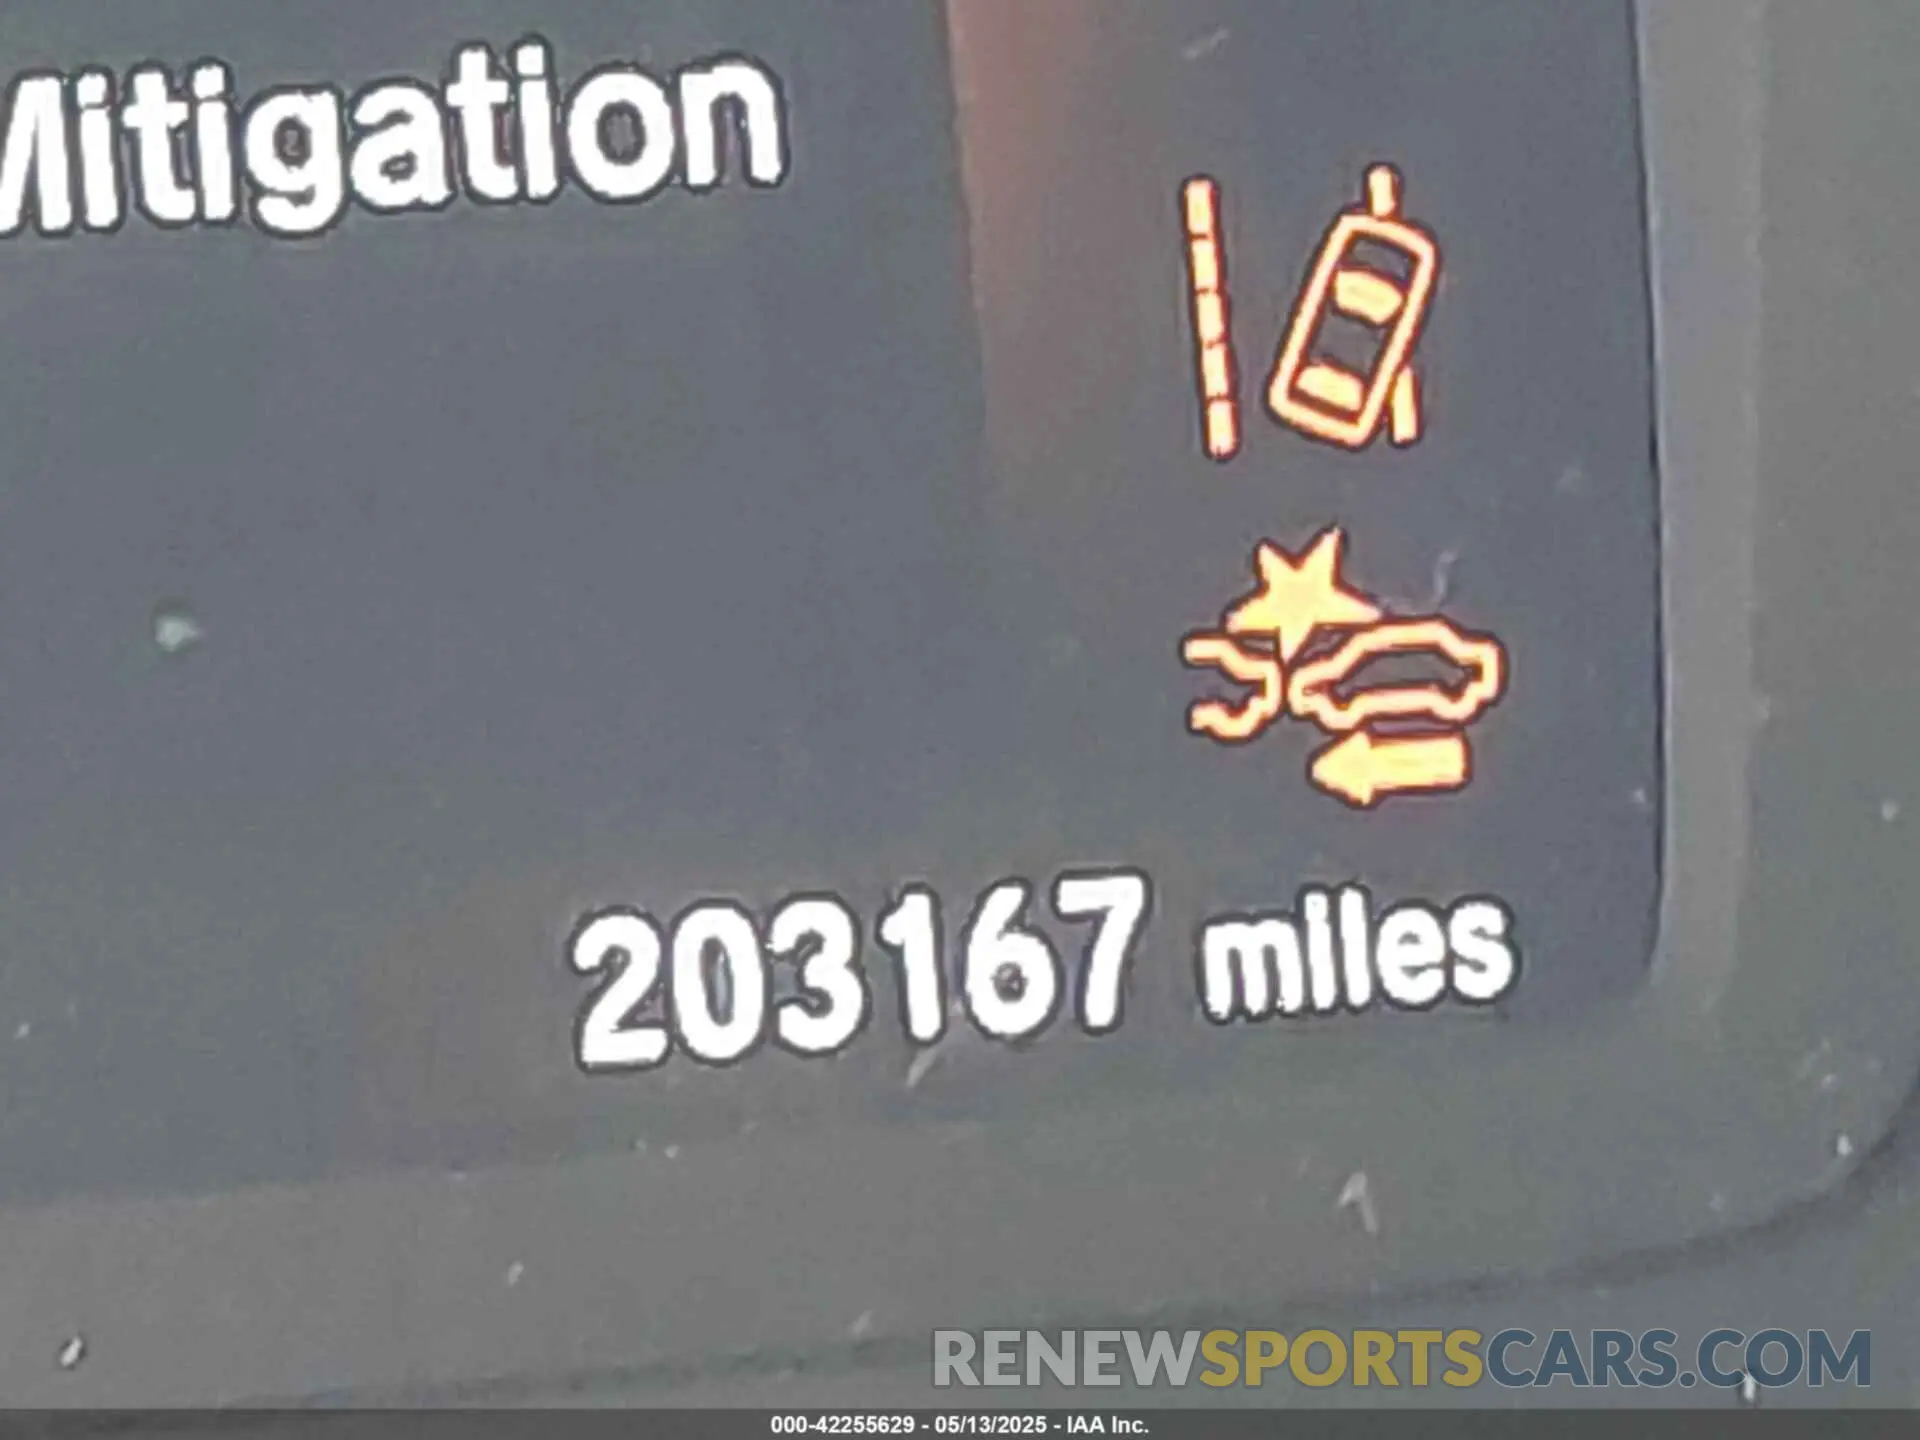 Mitigation
203167 miles
RENEWSPORTSCARS.COM
000-42255629 - 05/13/2025 - IAA Inc.